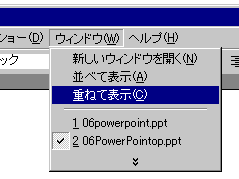 ショー(D) ウィンドウ(W) ヘルプ(H)
ック
新しいウィンドウを開く(N)
並べて表示(A)
重ねて表示(C)
1 06powerpoint.ppt
2 06PowerPointop.ppt